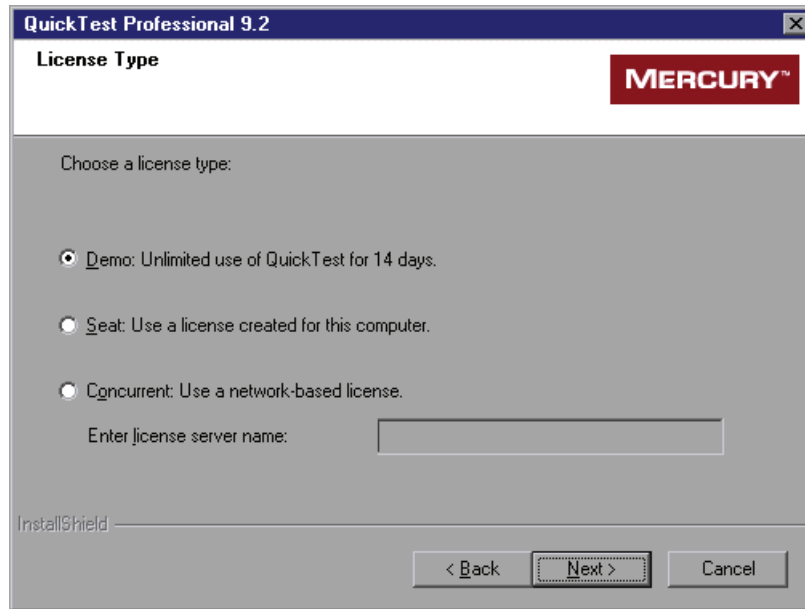 QuickTest Professional 9.2
License Type
MERCURY™
Choose a license type:
Demo: Unlimited use of QuickTest for 14 days.
Seat: Use a license created for this computer.
Concurrent: Use a network-based license.
Enter license server name:
InstallShield
< Back Next > Cancel